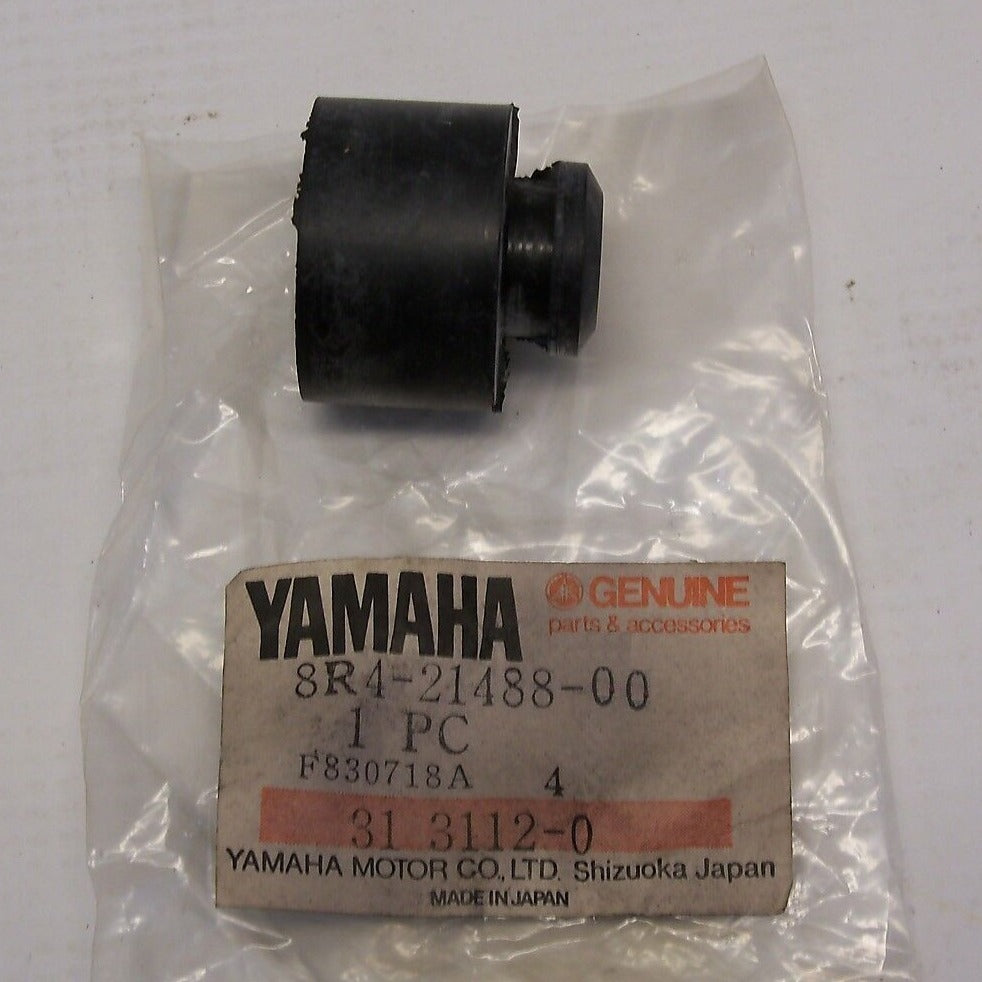 YAMAHA GENUINE
parts & accessories
8R4-21488-00
1 PC
F830718A 4
31 3112-0
YAMAHA MOTOR CO., LTD. Shizuoka Japan
MADE IN JAPAN